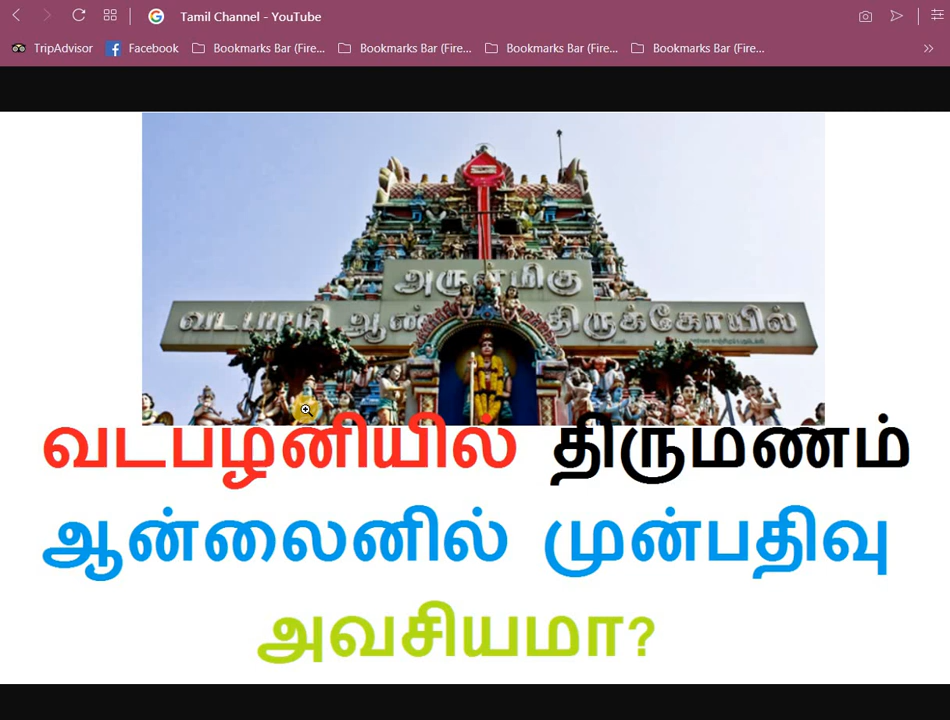 Tamil Channel - YouTube
TripAdvisor Facebook Bookmarks Bar (Fire... Bookmarks Bar (Fire... Bookmarks Bar (Fire... Bookmarks Bar (Fire...
அருள்மிகு
வடபழநி ஆண் திருக்கோயில்
வடபழனியில் திருமணம்
ஆன்லைனில் முன்பதிவு
அவசியமா?